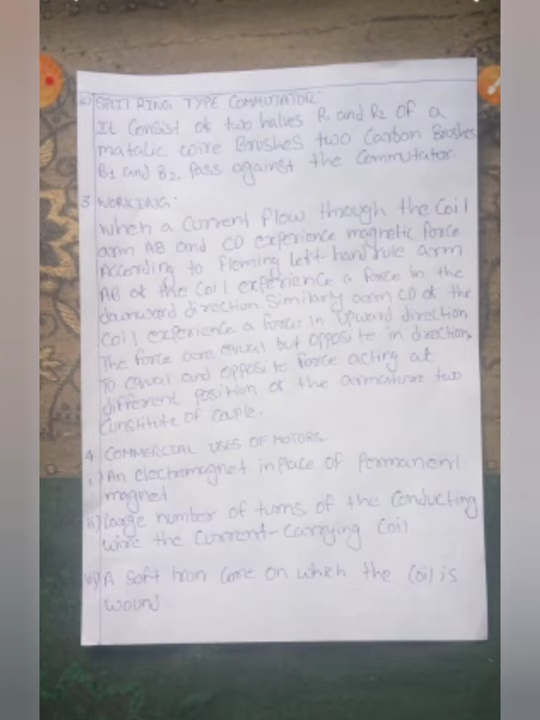 SPLIT RING TYPE COMMUTATOR:
It Consist of two halves R1 and R2 of a
matalic core Brushes two Carbon Brushes
B1 and B2. Pass against the Commutator.
3 WORKING:
When a Current flow through the Coil
arm AB and CD experience magnetic force
According to Fleming left hand rule arm
AB of the Coil experience a force in the
downward direction. Similarly arm CD of the
Coil experience a force in Upward direction
The force are equal but opposite in direction.
To equal and opposite force acting at
different position of the armature two
Constitute of couple.
4 COMMERCIAL USES OF MOTORS.
i) An electromagnet in place of Permanent
magnet
ii) Large number of turns of the Conducting
wire the Current-Carrying Coil
iii) A Soft Iron Core on which the Coil is
wound